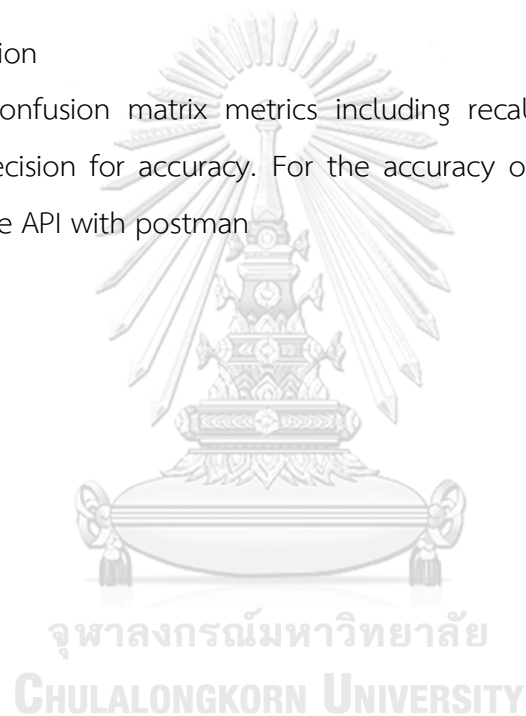 ion
onfusion matrix metrics including recal
ecision for accuracy. For the accuracy o
e API with postman
จุฬาลงกรณ์มหาวิทยาลัย
CHULALONGKORN UNIVERSITY